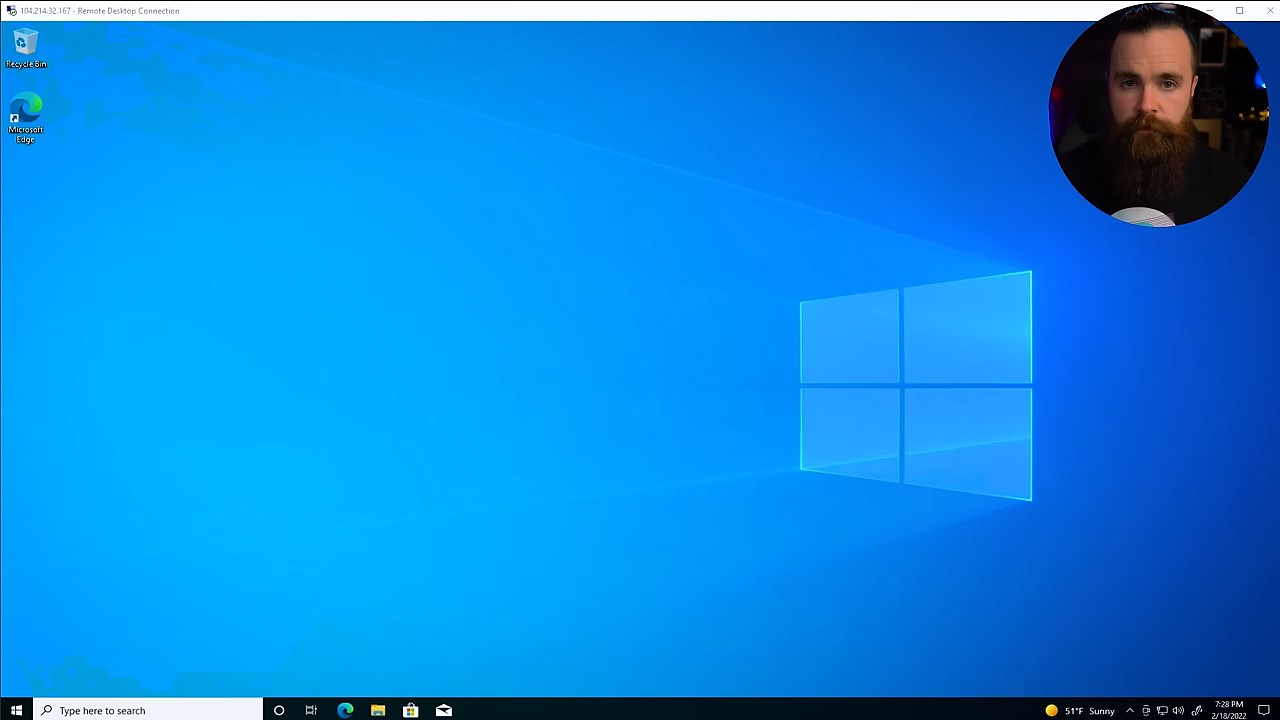 104.214.32.167 - Remote Desktop Connection
Recycle Bin
Microsoft
Edge
Type here to search
51°F Sunny
7:28 PM
2/18/2022